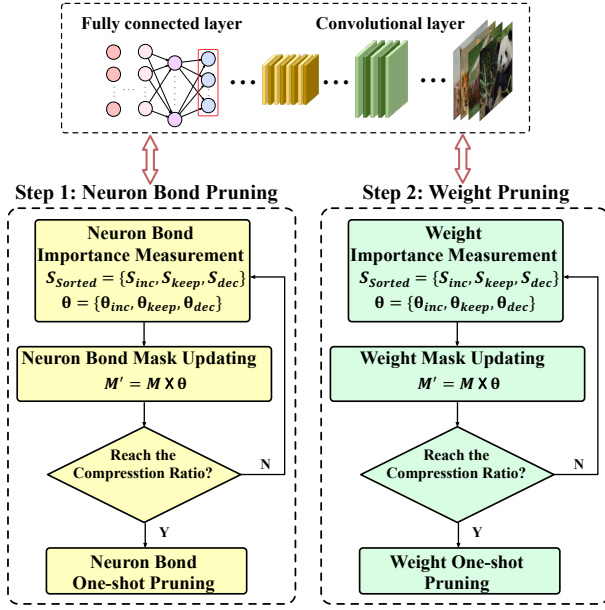 Fully connected layer
Convolutional layer
Step 1: Neuron Bond Pruning
Neuron Bond
Importance Measurement
S_Sorted = {S_inc, S_keep, S_dec}
θ = {θ_inc, θ_keep, θ_dec}
Neuron Bond Mask Updating
M′ = M X θ
Reach the
Compresstion Ratio?
N
Y
Neuron Bond
One-shot Pruning
Step 2: Weight Pruning
Weight
Importance Measurement
S_Sorted = {S_inc, S_keep, S_dec}
θ = {θ_inc, θ_keep, θ_dec}
Weight Mask Updating
M′ = M X θ
Reach the
Compresstion Ratio?
N
Y
Weight One-shot
Pruning